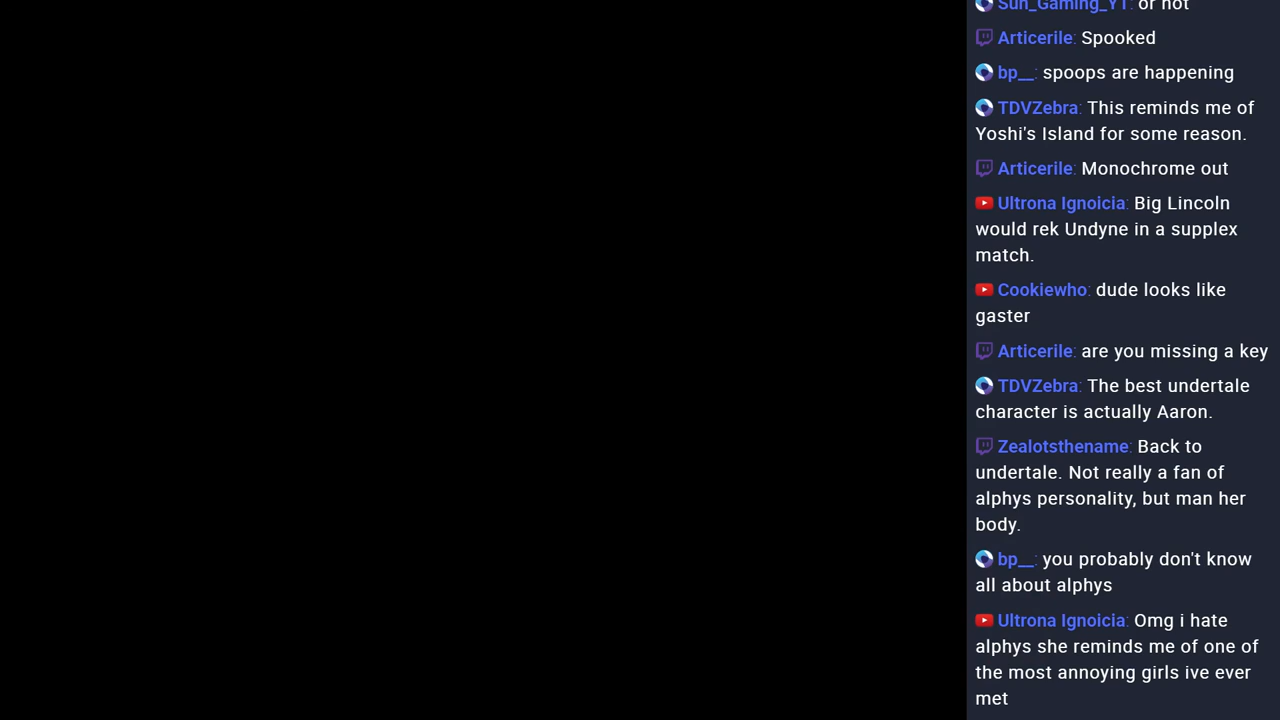 Sun_Gaming_YT: or not
Articerile: Spooked
bp__: spoops are happening
TDVZebra: This reminds me of
Yoshi's Island for some reason.
Articerile: Monochrome out
Ultrona Ignoicia: Big Lincoln
would rek Undyne in a supplex
match.
Cookiewho: dude looks like
gaster
Articerile: are you missing a key
TDVZebra: The best undertale
character is actually Aaron.
Zealotsthename: Back to
undertale. Not really a fan of
alphys personality, but man her
body.
bp__: you probably don't know
all about alphys
Ultrona Ignoicia: Omg i hate
alphys she reminds me of one of
the most annoying girls ive ever
met